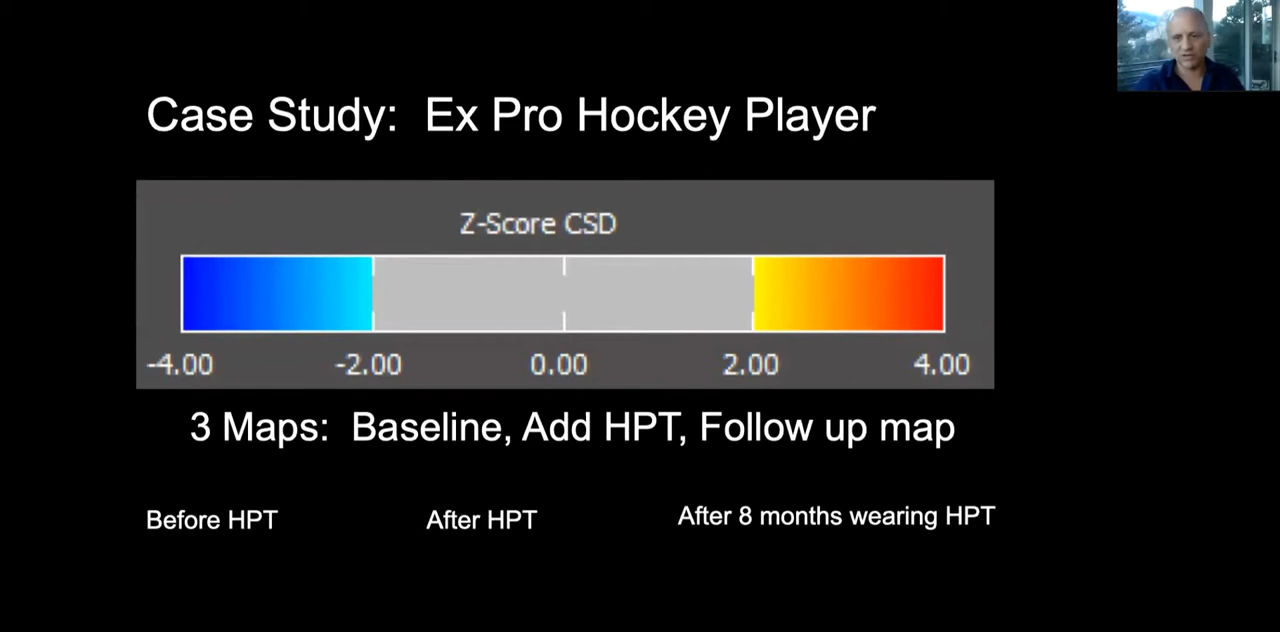 Case Study: Ex Pro Hockey Player
Z-Score CSD
-4.00 -2.00 0.00 2.00 4.00
3 Maps: Baseline, Add HPT, Follow up map
Before HPT After HPT After 8 months wearing HPT